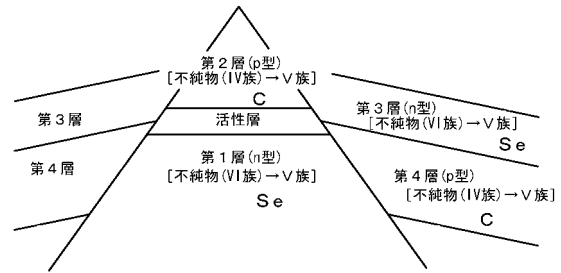 第2層(p型)
[不純物(IV族)→V族]
C
活性層
第1層(n型)
[不純物(VI族)→V族]
Se
第3層
第4層
第3層(n型)
[不純物(VI族)→V族]
Se
第4層(p型)
[不純物(IV族)→V族]
C